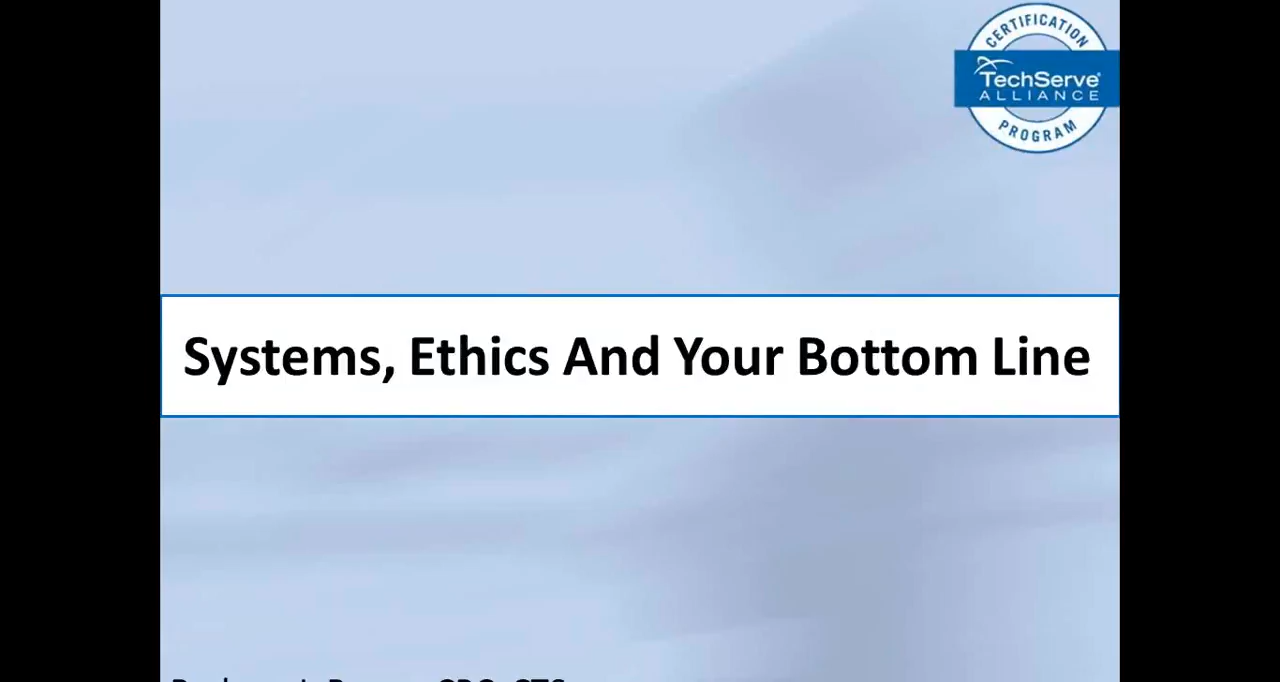 CERTIFICATION
TechServe®
ALLIANCE
PROGRAM
Systems, Ethics And Your Bottom Line